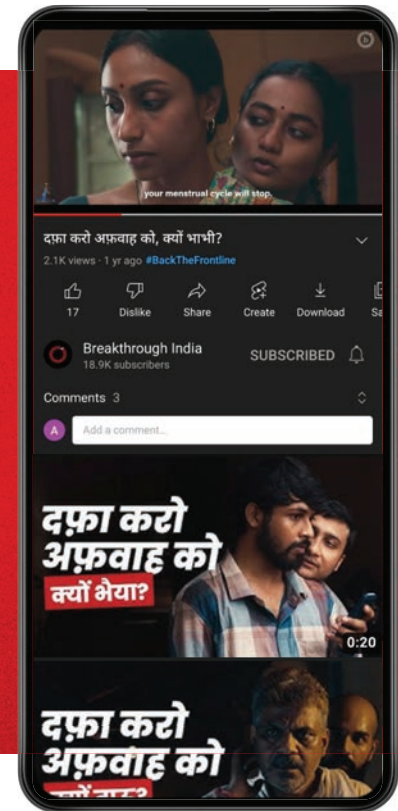 your menstrual cycle will stop.
दफ़ा करो अफ़वाह को, क्यों भाभी?
2.1K views · 1 yr ago #BackTheFrontline
17 Dislike Share Create Download Sa
Breakthrough India
18.9K subscribers
SUBSCRIBED
Comments 3
A
Add a comment...
दफ़ा करो
अफ़वाह को
क्यों भैया?
0:20
दफ़ा करो
अफ़वाह को